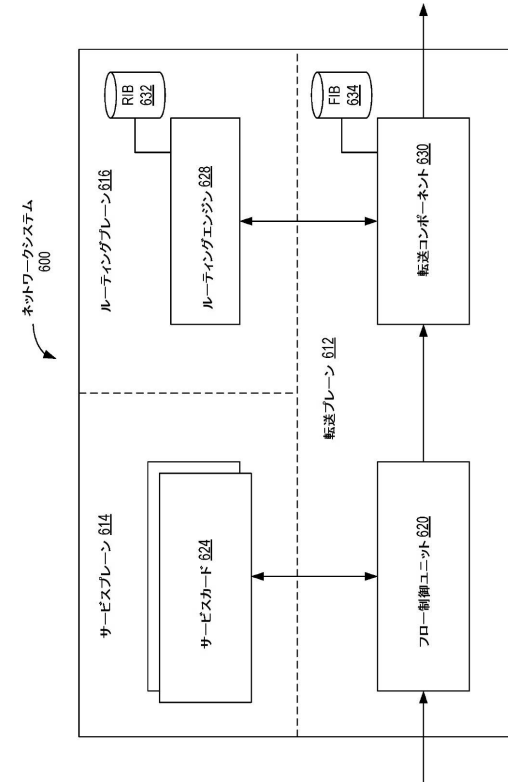 ネットワークシステム
600
サービスプレーン 614
サービスカード 624
ルーティングプレーン 616
RIB
632
ルーティングエンジン 628
転送プレーン 612
FIB
634
フロー制御ユニット 620
転送コンポーネント 630